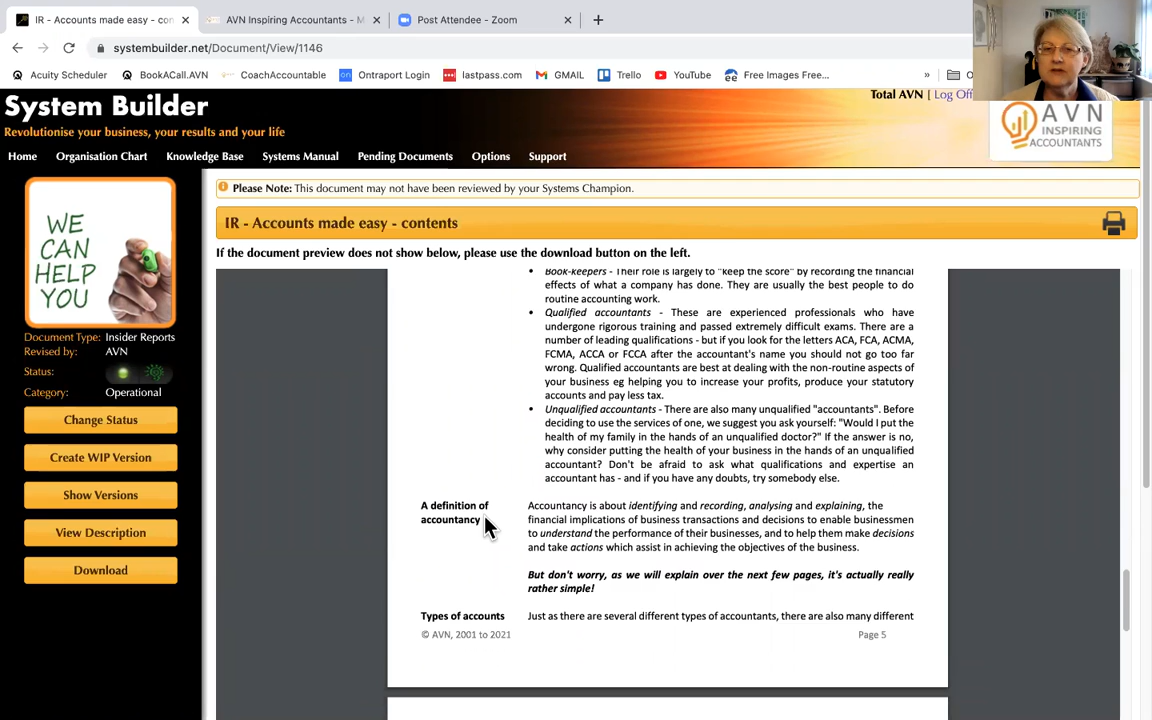 IR - Accounts made easy - con
AVN Inspiring Accountants - M
Post Attendee - Zoom
systembuilder.net/Document/View/1146
Acuity Scheduler
BookACall.AVN
CoachAccountable
Ontraport Login
lastpass.com
GMAIL
Trello
YouTube
Free Images Free...
»
System Builder
Revolutionise your business, your results and your life
Total AVN | Log Off
AVN
INSPIRING
ACCOUNTANTS
Home Organisation Chart Knowledge Base Systems Manual Pending Documents Options Support
WE
CAN
HELP
YOU
Document Type: Insider Reports
Revised by: AVN
Status:
Category: Operational
Change Status
Create WIP Version
Show Versions
View Description
Download
Please Note: This document may not have been reviewed by your Systems Champion.
IR - Accounts made easy - contents
If the document preview does not show below, please use the download button on the left.
• Book-keepers - Their role is largely to "keep the score" by recording the financial
effects of what a company has done. They are usually the best people to do
routine accounting work.
• Qualified accountants - These are experienced professionals who have
undergone rigorous training and passed extremely difficult exams. There are a
number of leading qualifications - but if you look for the letters ACA, FCA, ACMA,
FCMA, ACCA or FCCA after the accountant's name you should not go too far
wrong. Qualified accountants are best at dealing with the non-routine aspects of
your business eg helping you to increase your profits, produce your statutory
accounts and pay less tax.
• Unqualified accountants - There are also many unqualified "accountants". Before
deciding to use the services of one, we suggest you ask yourself: "Would I put the
health of my family in the hands of an unqualified doctor?" If the answer is no,
why consider putting the health of your business in the hands of an unqualified
accountant? Don't be afraid to ask what qualifications and expertise an
accountant has - and if you have any doubts, try somebody else.
A definition of
accountancy
Accountancy is about identifying and recording, analysing and explaining, the
financial implications of business transactions and decisions to enable businessmen
to understand the performance of their businesses, and to help them make decisions
and take actions which assist in achieving the objectives of the business.
But don't worry, as we will explain over the next few pages, it's actually really
rather simple!
Types of accounts
Just as there are several different types of accountants, there are also many different
© AVN, 2001 to 2021
Page 5